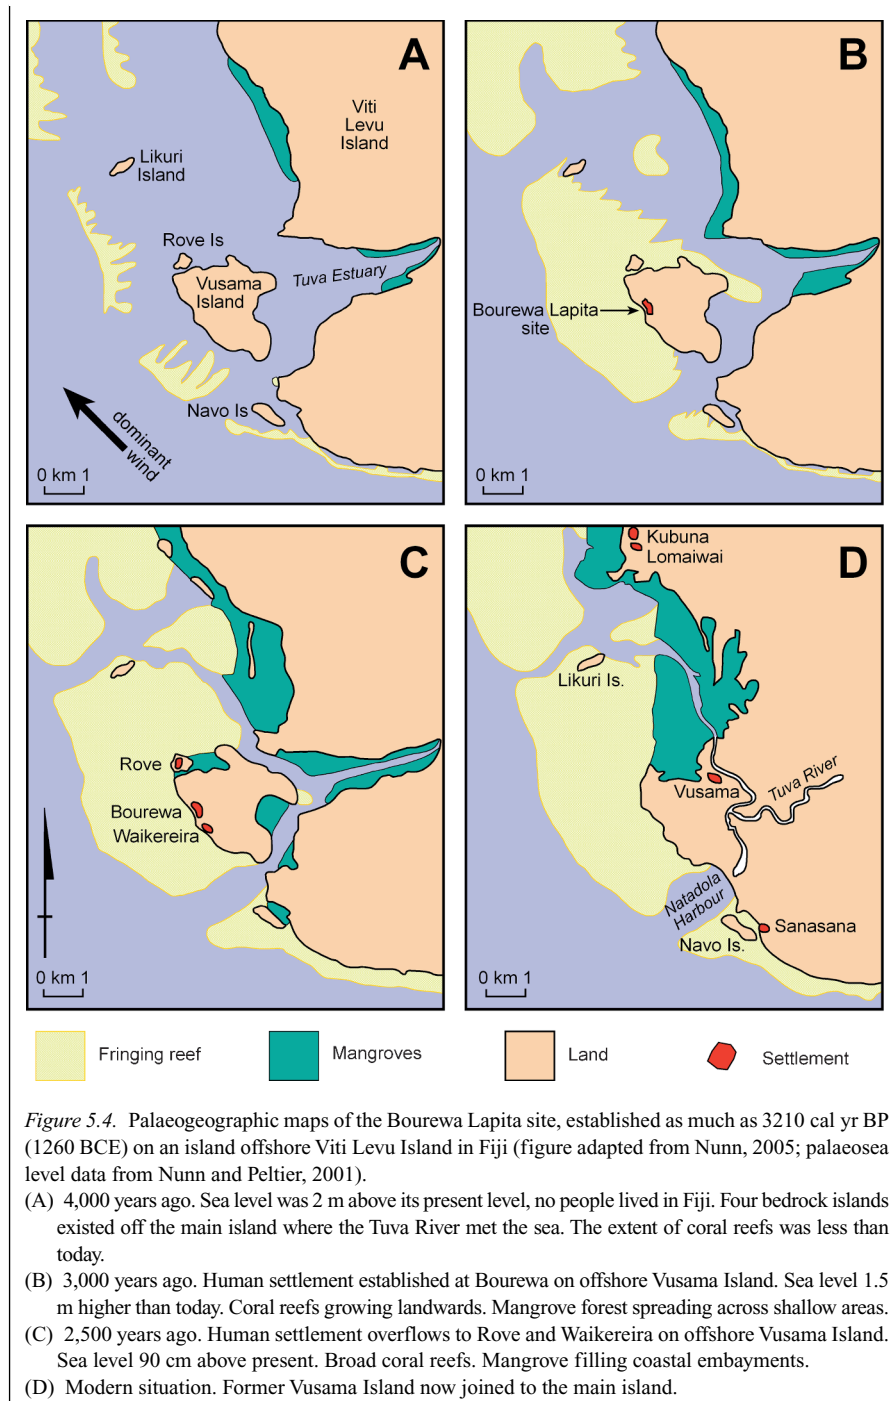 A
Viti
Levu
Island
Likuri
Island
Rove Is
Vusama
Island
Tuva Estuary
Navo Is
dominant
wind
0 km 1
B
Bourewa Lapita
site
0 km 1
C
Rove
Bourewa
Waikereira
0 km 1
D
Kubuna
Lomaiwai
Likuri Is.
Vusama
Tuva River
Natadola
Harbour
Navo Is.
Sanasana
0 km 1
Fringing reef
Mangroves
Land
Settlement
Figure 5.4. Palaeogeographic maps of the Bourewa Lapita site, established as much as 3210 cal yr BP
(1260 BCE) on an island offshore Viti Levu Island in Fiji (figure adapted from Nunn, 2005; palaeosea
level data from Nunn and Peltier, 2001).
(A) 4,000 years ago. Sea level was 2 m above its present level, no people lived in Fiji. Four bedrock islands
existed off the main island where the Tuva River met the sea. The extent of coral reefs was less than
today.
(B) 3,000 years ago. Human settlement established at Bourewa on offshore Vusama Island. Sea level 1.5
m higher than today. Coral reefs growing landwards. Mangrove forest spreading across shallow areas.
(C) 2,500 years ago. Human settlement overflows to Rove and Waikereira on offshore Vusama Island.
Sea level 90 cm above present. Broad coral reefs. Mangrove filling coastal embayments.
(D) Modern situation. Former Vusama Island now joined to the main island.